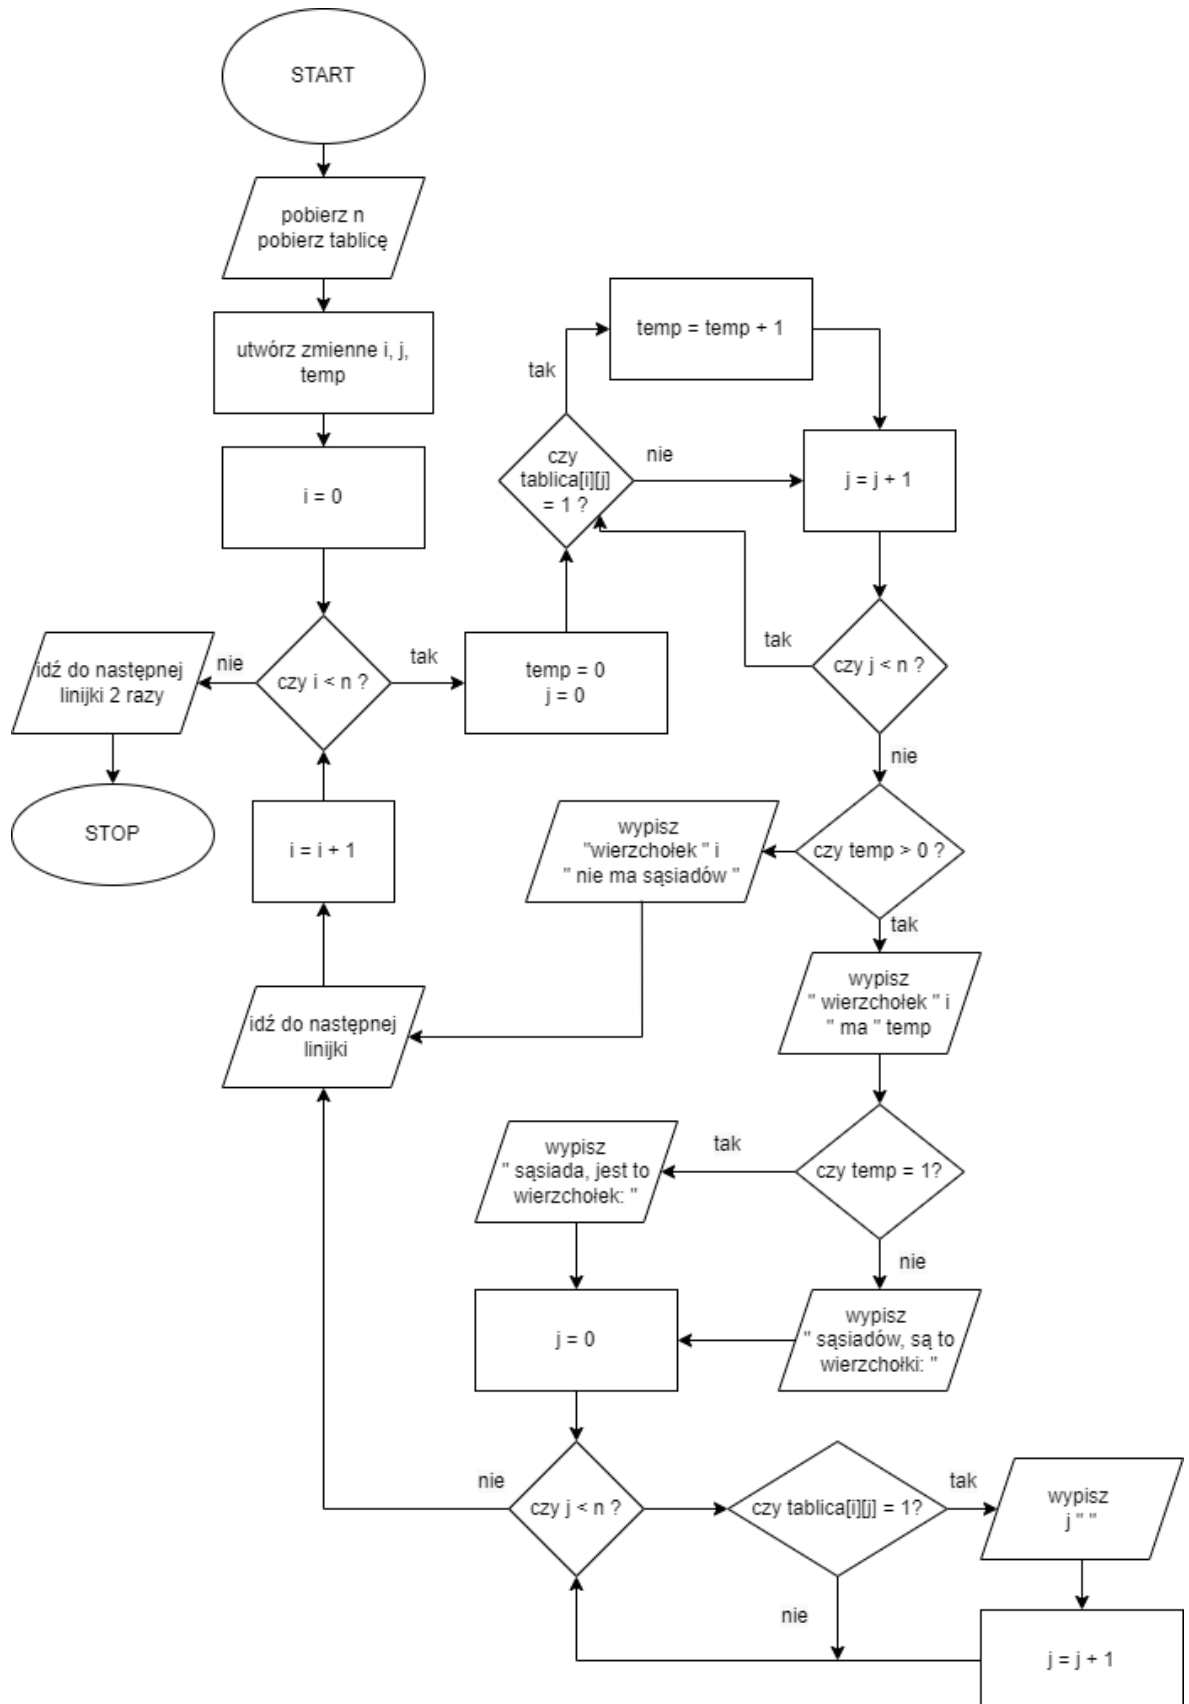 START
pobierz n
pobierz tablicę
utwórz zmienne i, j,
temp
i = 0
czy i < n ?
nie
idź do następnej
linijki 2 razy
STOP
tak
temp = 0
j = 0
czy
tablica[i][j]
= 1 ?
tak
temp = temp + 1
nie
j = j + 1
czy j < n ?
tak
nie
czy temp > 0 ?
wypisz
"wierzchołek " i
" nie ma sąsiadów "
idź do następnej
linijki
i = i + 1
tak
wypisz
" wierzchołek " i
" ma " temp
czy temp = 1?
tak
wypisz
" sąsiada, jest to
wierzchołek: "
nie
wypisz
" sąsiadów, są to
wierzchołki: "
j = 0
czy j < n ?
nie
czy tablica[i][j] = 1?
tak
wypisz
j " "
nie
j = j + 1